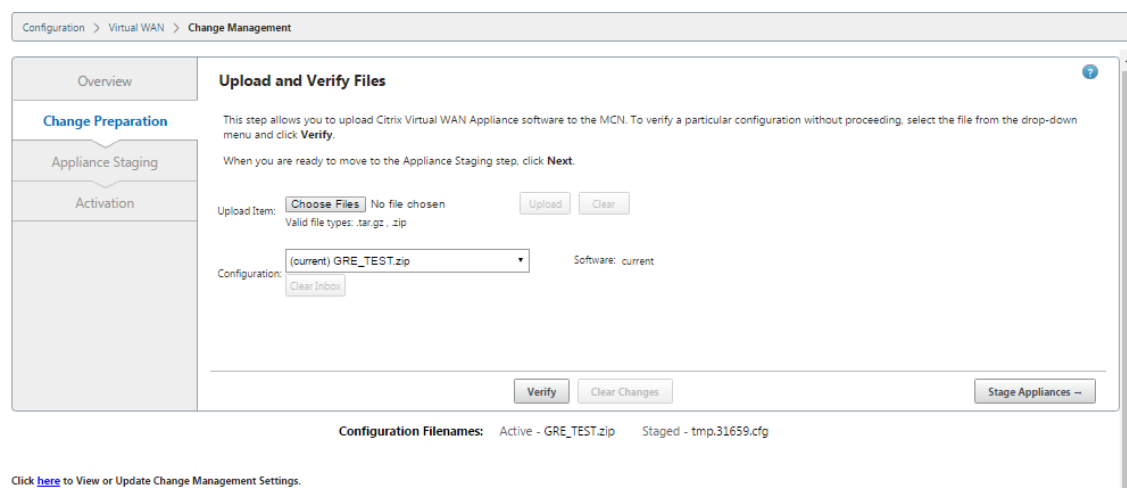 Configuration > Virtual WAN > Change Management
Overview
Change Preparation
Appliance Staging
Activation
Upload and Verify Files
?
This step allows you to upload Citrix Virtual WAN Appliance software to the MCN. To verify a particular configuration without proceeding, select the file from the drop-down
menu and click Verify.
When you are ready to move to the Appliance Staging step, click Next.
Upload Item: Choose Files No file chosen Upload Clear
Valid file types: .tar.gz , .zip
Configuration: (current) GRE_TEST.zip Software: current
Clear Inbox
Verify Clear Changes Stage Appliances →
Configuration Filenames: Active - GRE_TEST.zip Staged - tmp.31659.cfg
Click here to View or Update Change Management Settings.